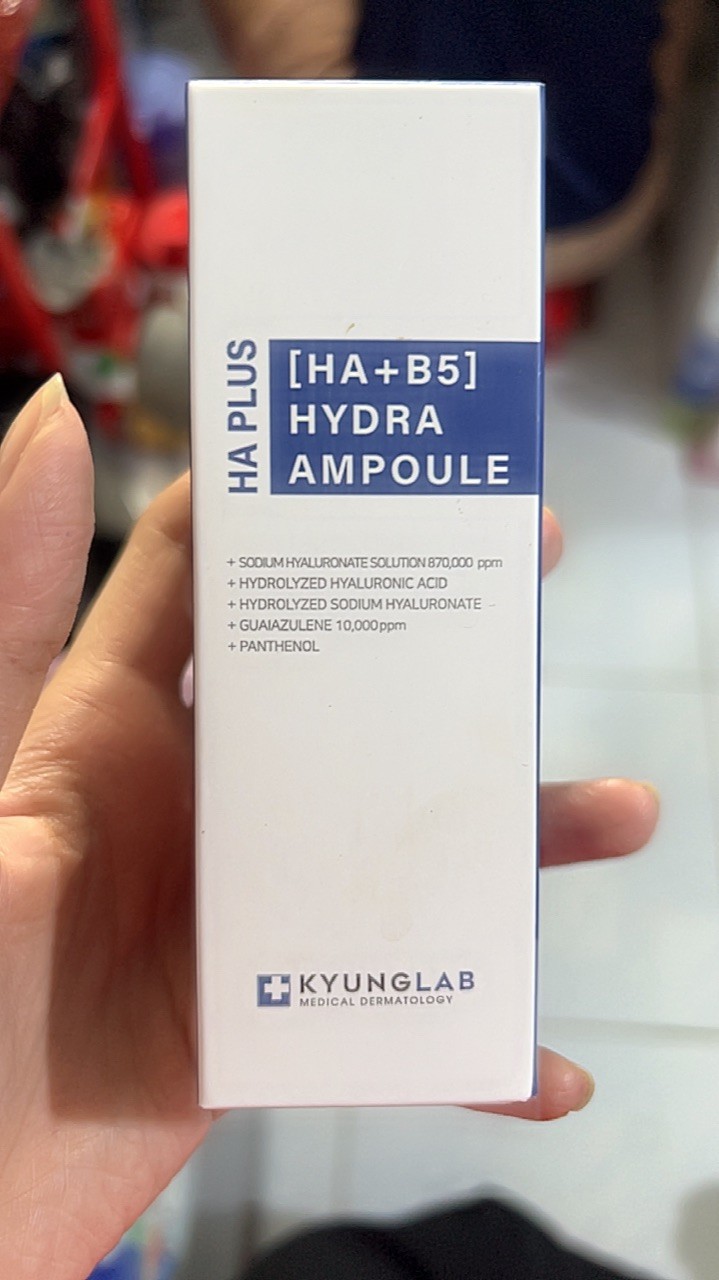 HA PLUS
[HA+B5]
HYDRA
AMPOULE
+ SODIUM HYALURONATE SOLUTION 870,000 ppm
+ HYDROLYZED HYALURONIC ACID
+ HYDROLYZED SODIUM HYALURONATE
+ GUAIAZULENE 10,000ppm
+ PANTHENOL
KYUNGLAB
MEDICAL DERMATOLOGY